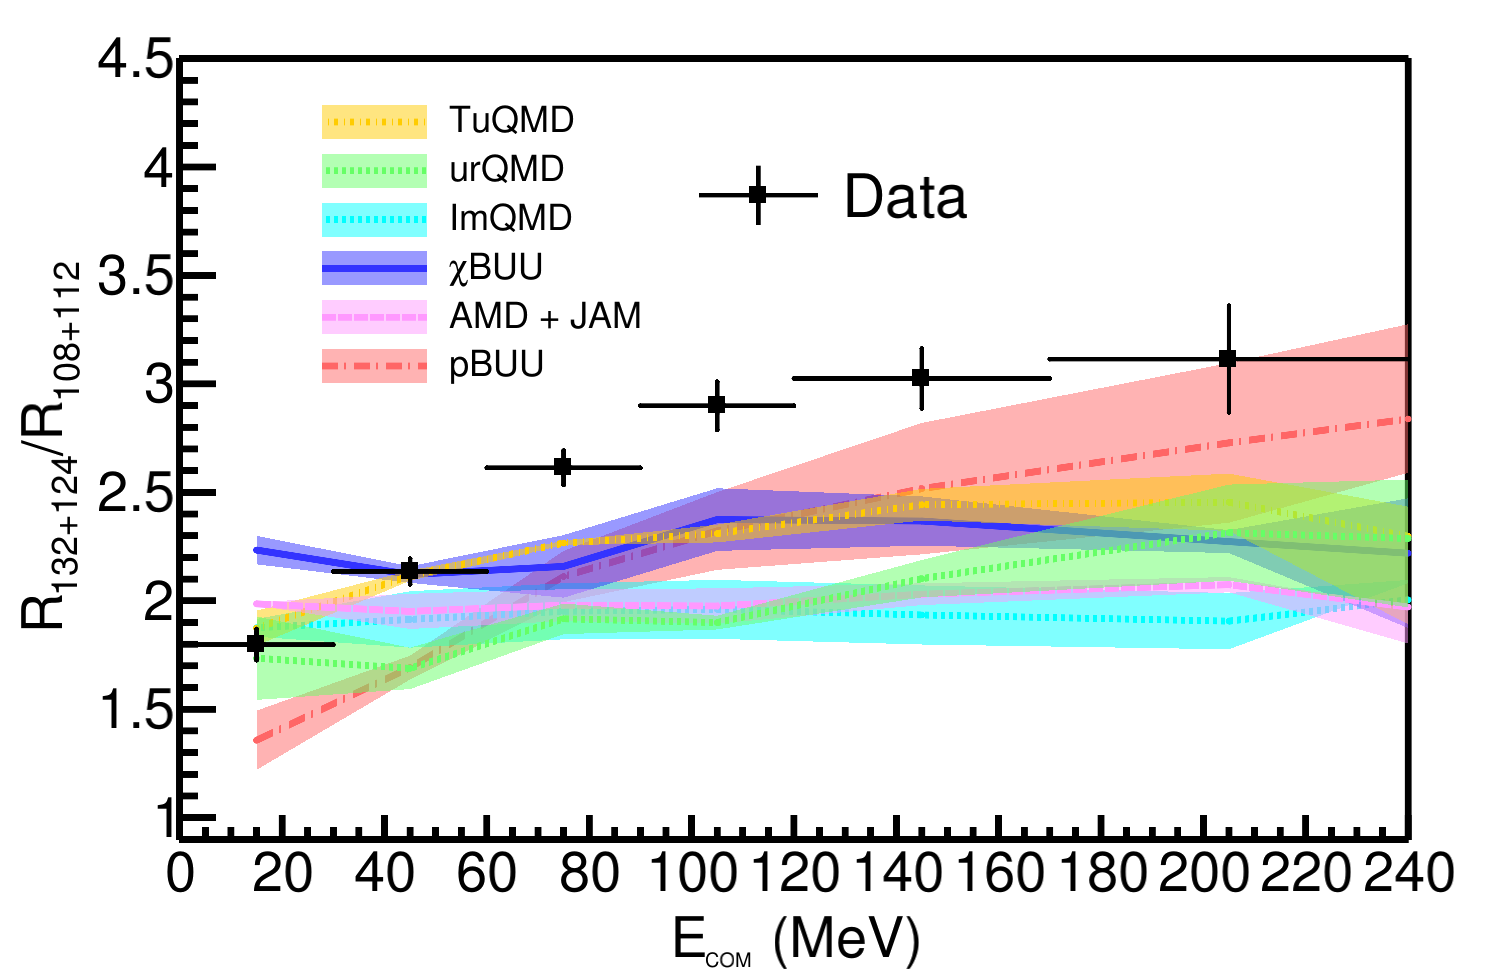 4.5
4
3.5
3
2.5
2
1.5
1
R132+124/R108+112
TuQMD
urQMD
ImQMD
χBUU
AMD + JAM
pBUU
Data
0 20 40 60 80 100 120 140 160 180 200 220 240
ECOM (MeV)